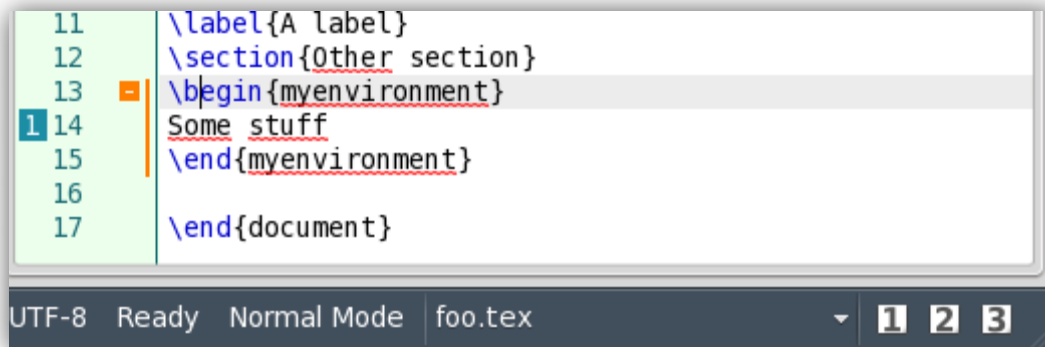 11 \label{A label}
12 \section{Other section}
13 \begin{myenvironment}
1 14 Some stuff
15 \end{myenvironment}
16
17 \end{document}
UTF-8 Ready Normal Mode foo.tex 1 2 3